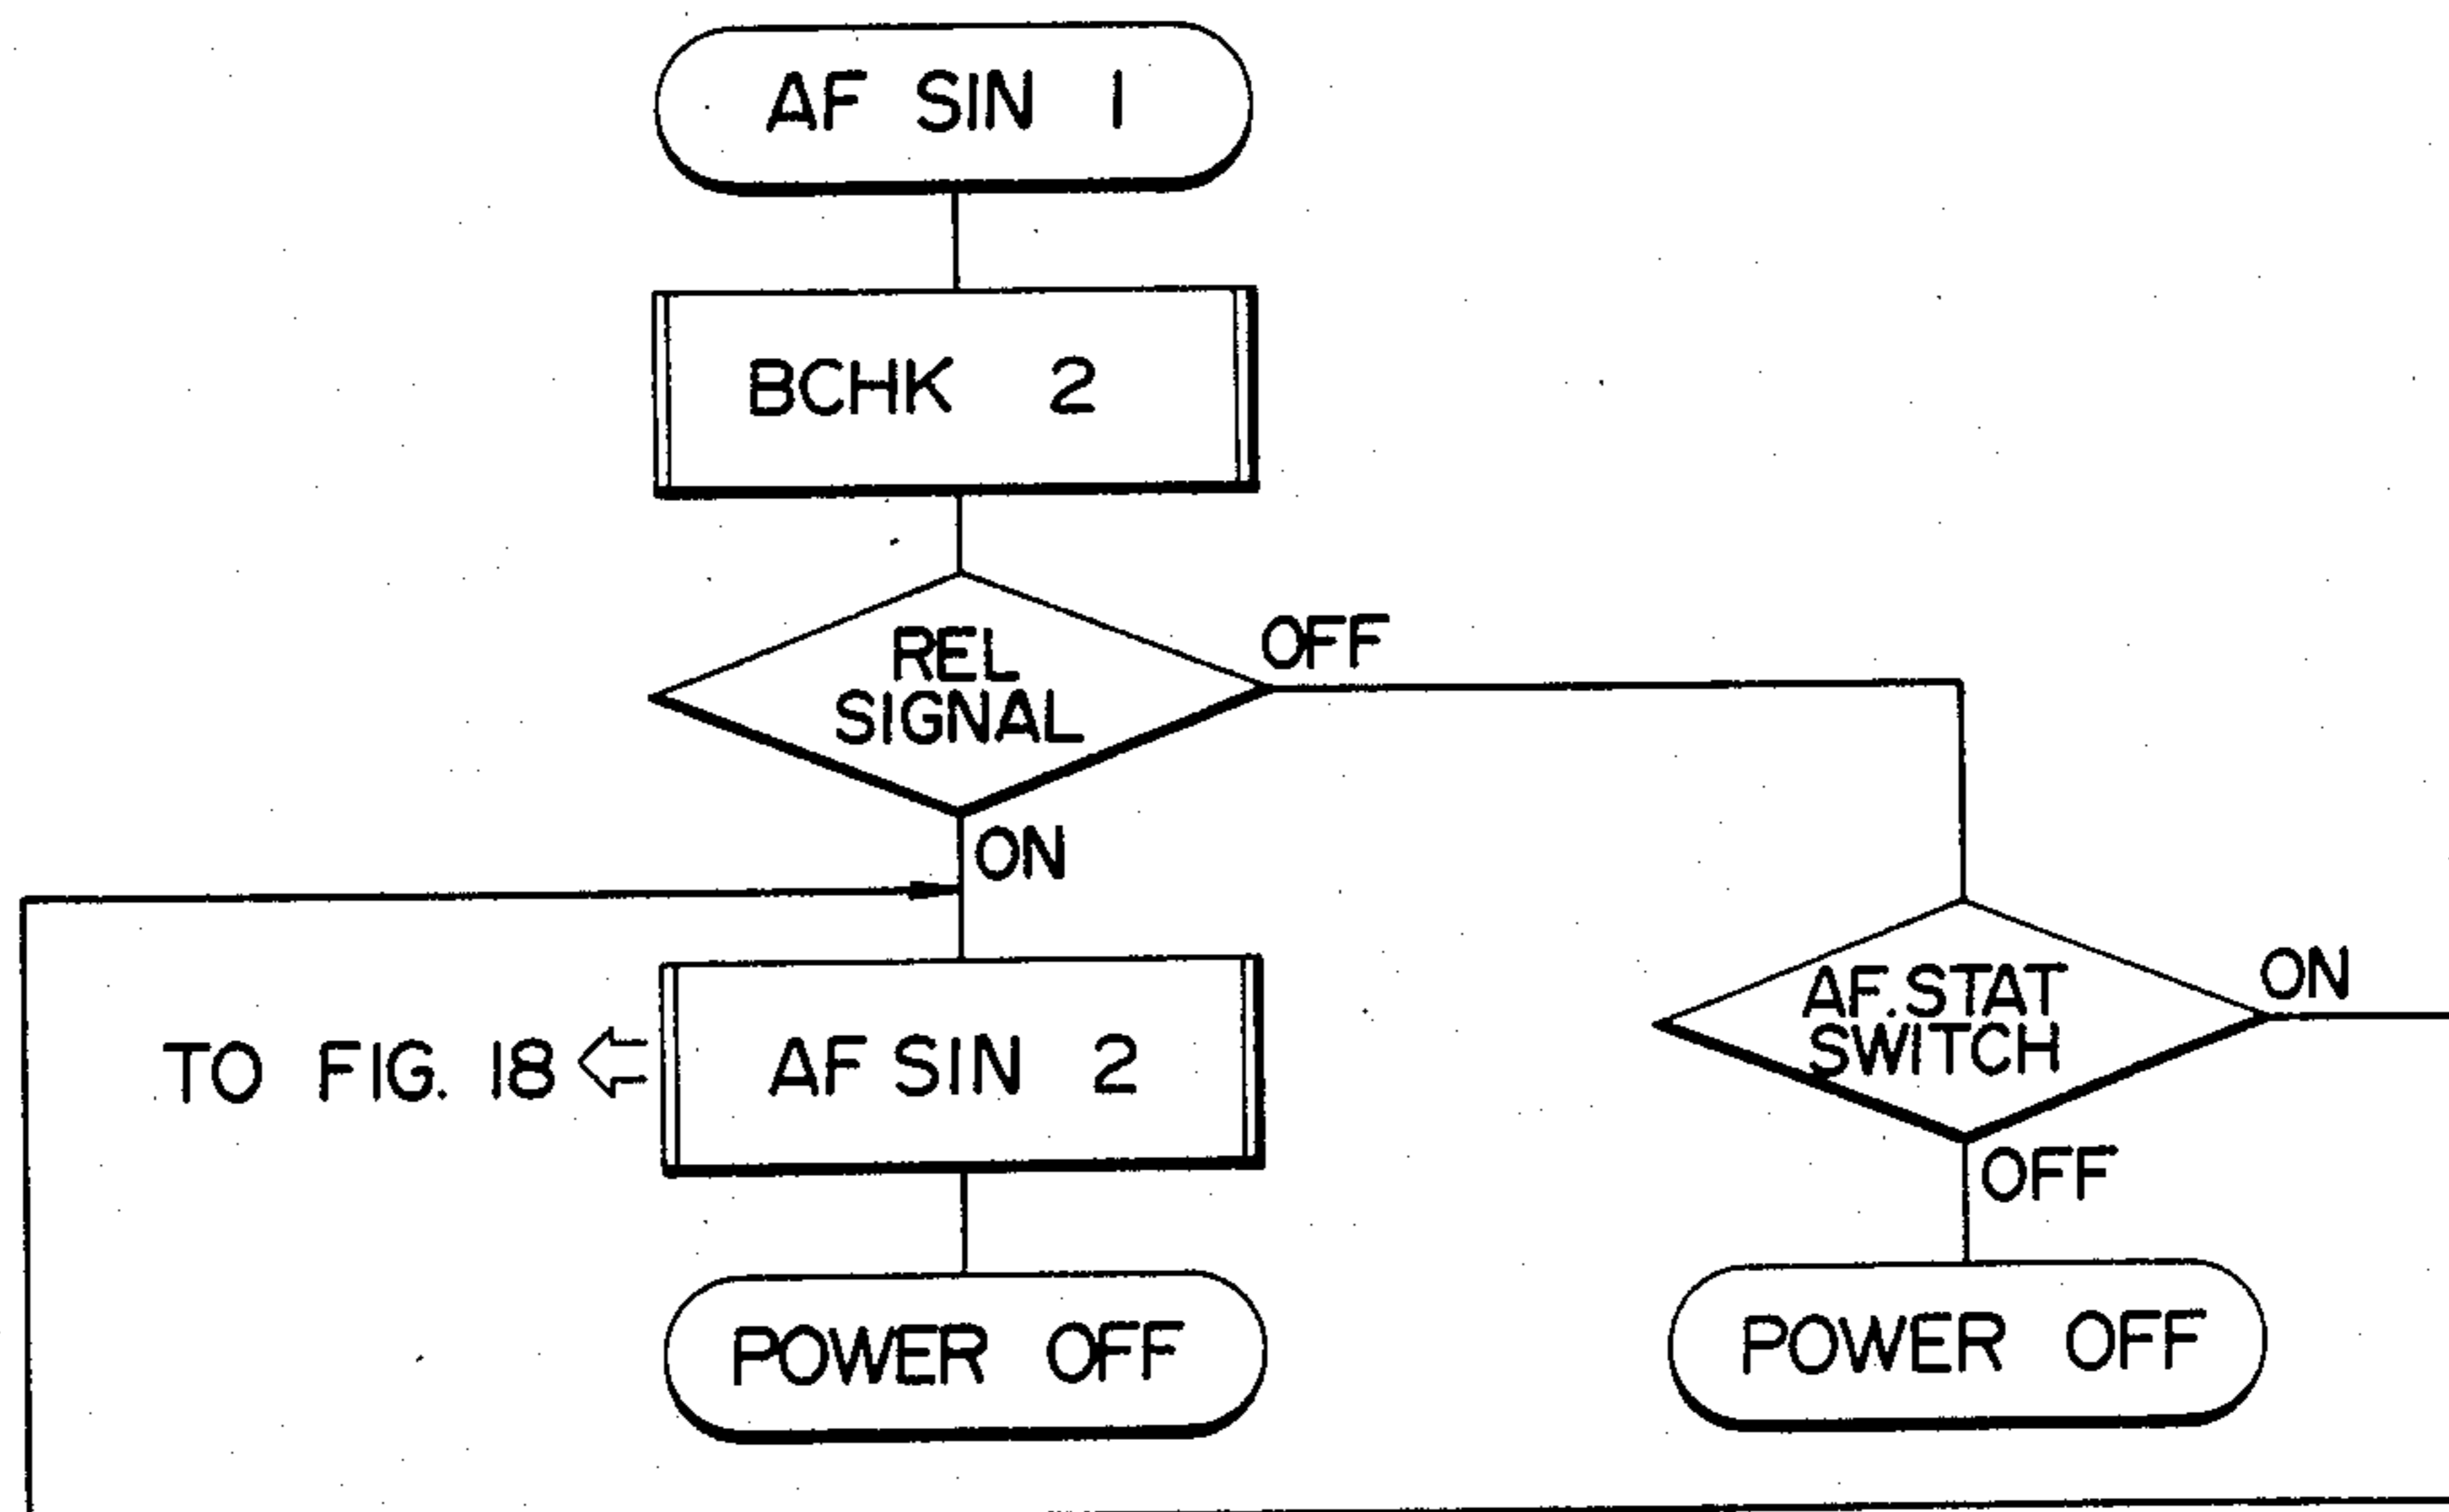 AF SIN 1
BCHK 2
REL
SIGNAL
OFF
ON
AF.STAT
SWITCH
ON
OFF
TO FIG. 18
AF SIN 2
POWER OFF
POWER OFF